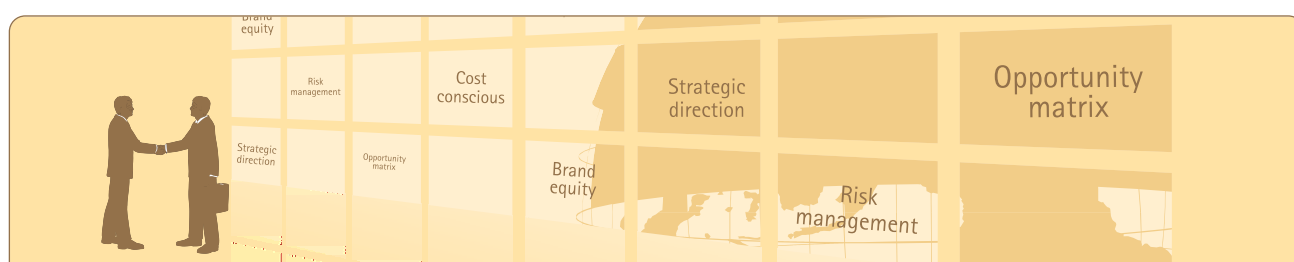 Brand
equity
Risk
management
Cost
conscious
Strategic
direction
Opportunity
matrix
Strategic
direction
Opportunity
matrix
Brand
equity
Risk
management